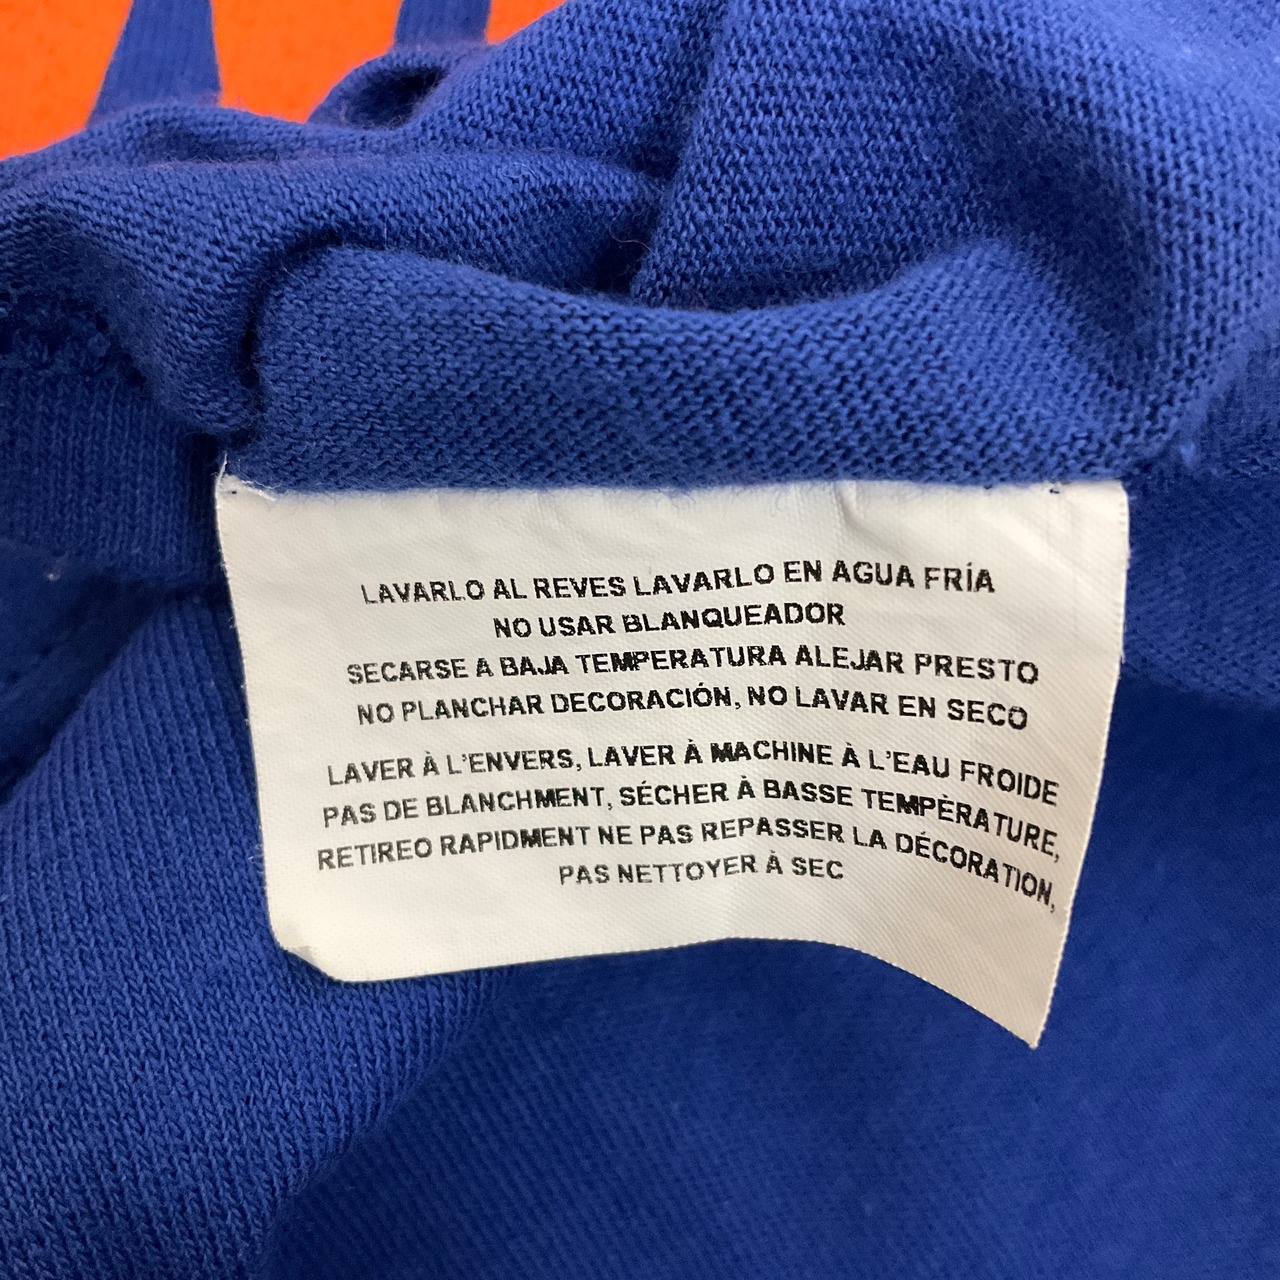 LAVARLO AL REVES LAVARLO EN AGUA FRÍA
NO USAR BLANQUEADOR
SECARSE A BAJA TEMPERATURA ALEJAR PRESTO
NO PLANCHAR DECORACIÓN, NO LAVAR EN SECO
LAVER À L'ENVERS, LAVER À MACHINE À L'EAU FROIDE
PAS DE BLANCHMENT, SÉCHER À BASSE TEMPÈRATURE,
RETIREO RAPIDMENT NE PAS REPASSER LA DÉCORATION,
PAS NETTOYER À SEC